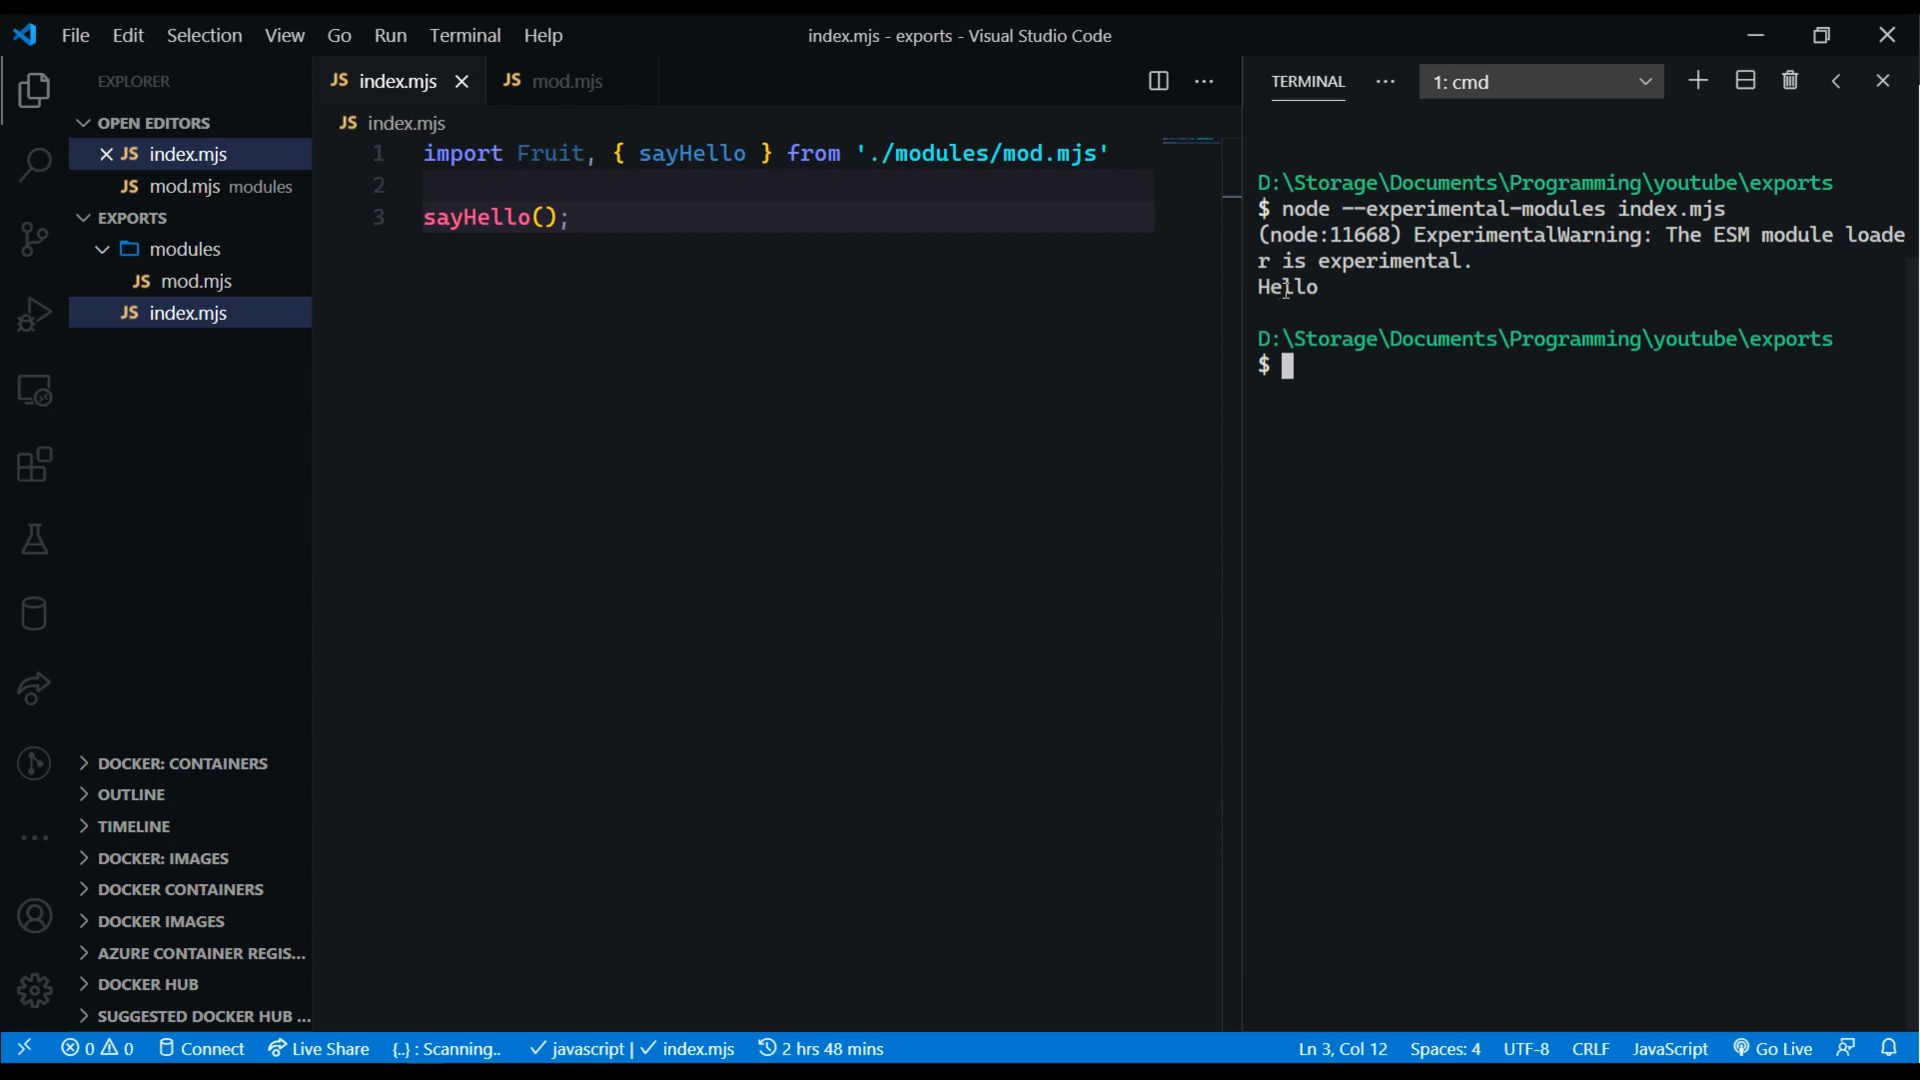 File Edit Selection View Go Run Terminal Help
index.mjs - exports - Visual Studio Code
EXPLORER
OPEN EDITORS
JS index.mjs
JS mod.mjs modules
EXPORTS
modules
JS mod.mjs
JS index.mjs
DOCKER: CONTAINERS
OUTLINE
TIMELINE
DOCKER: IMAGES
DOCKER CONTAINERS
DOCKER IMAGES
AZURE CONTAINER REGIS...
DOCKER HUB
SUGGESTED DOCKER HUB ...
JS index.mjs
JS mod.mjs
JS index.mjs
1 import Fruit, { sayHello } from './modules/mod.mjs'
2
3 sayHello();
TERMINAL
1: cmd
D:\Storage\Documents\Programming\youtube\exports
$ node --experimental-modules index.mjs
(node:11668) ExperimentalWarning: The ESM module loade
r is experimental.
Hello
D:\Storage\Documents\Programming\youtube\exports
$
0 0 Connect Live Share {..} : Scanning.. javascript | index.mjs 2 hrs 48 mins
Ln 3, Col 12 Spaces: 4 UTF-8 CRLF JavaScript Go Live